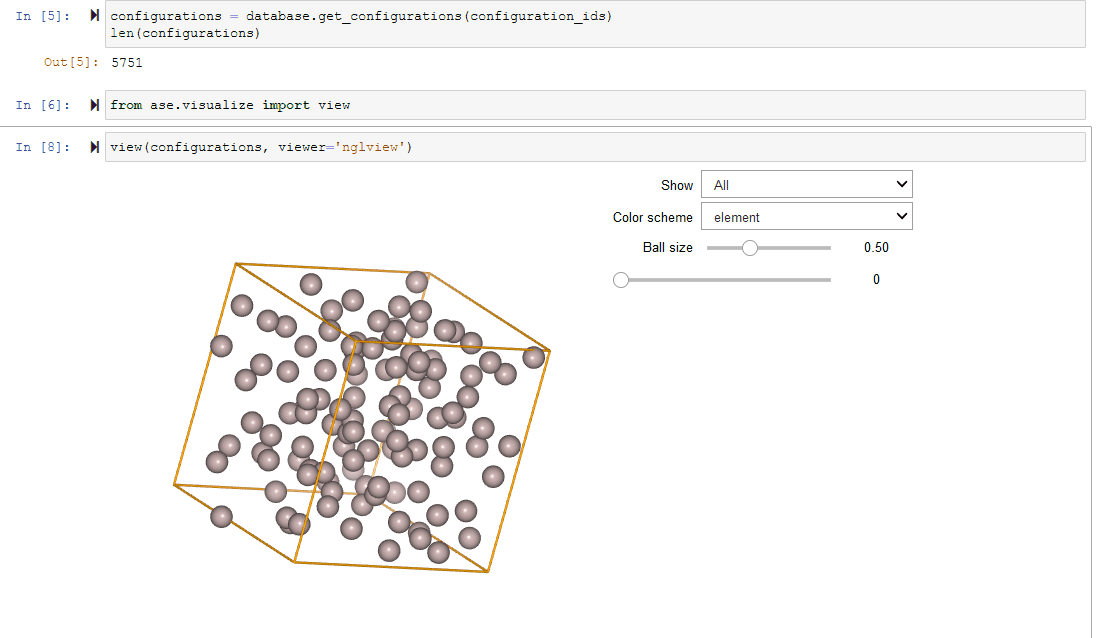 In [5]: configurations = database.get_configurations(configuration_ids)
len(configurations)
Out[5]: 5751
In [6]: from ase.visualize import view
In [8]: view(configurations, viewer='nglview')
Show All
Color scheme element
Ball size 0.50
0